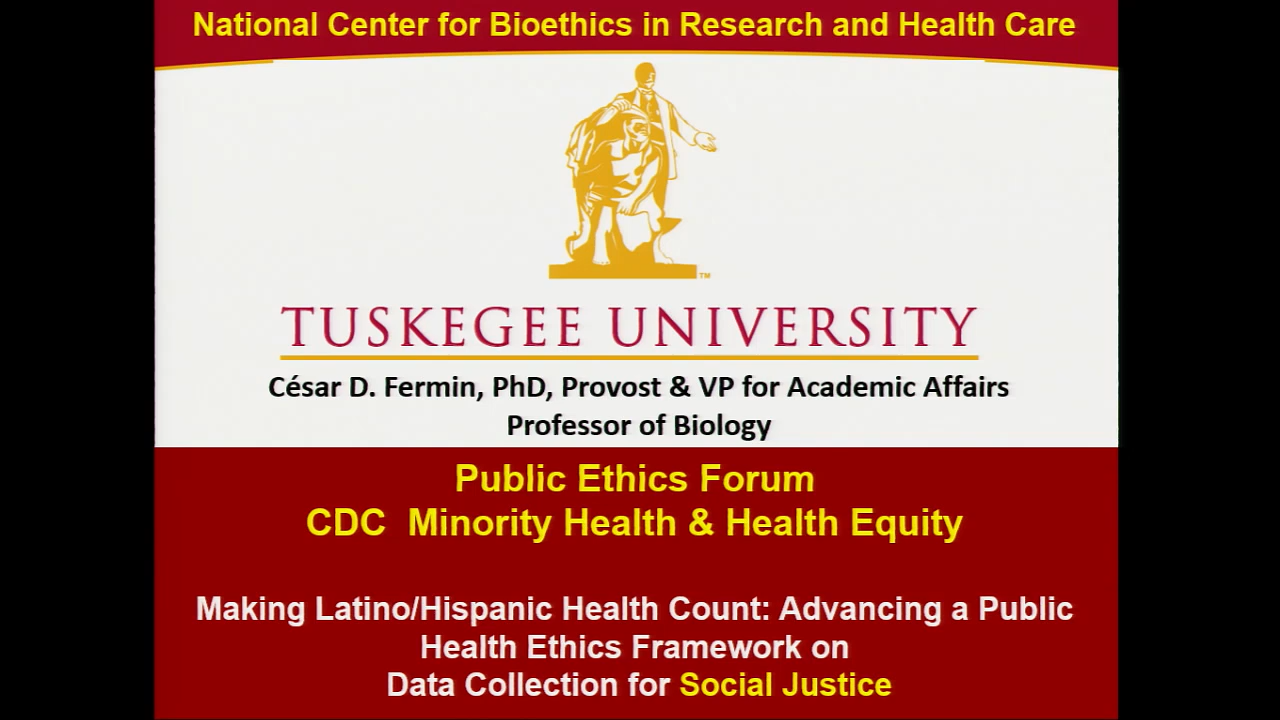 National Center for Bioethics in Research and Health Care
TM
TUSKEGEE UNIVERSITY
César D. Fermin, PhD, Provost & VP for Academic Affairs
Professor of Biology
Public Ethics Forum
CDC Minority Health & Health Equity
Making Latino/Hispanic Health Count: Advancing a Public
Health Ethics Framework on
Data Collection for Social Justice